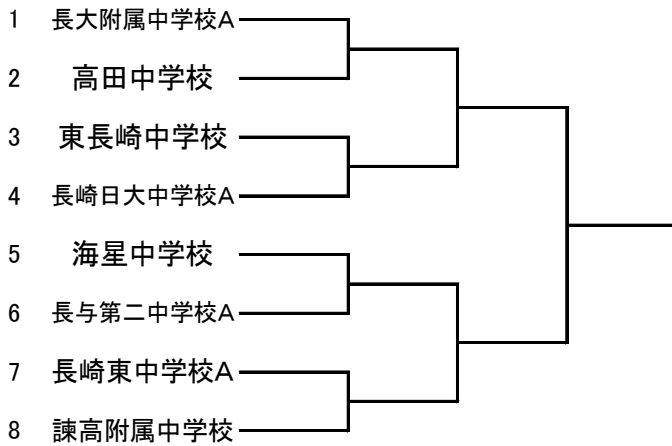 1 長大附属中学校A
2 高田中学校
3 東長崎中学校
4 長崎日大中学校A
5 海星中学校
6 長与第二中学校A
7 長崎東中学校A
8 諫高附属中学校